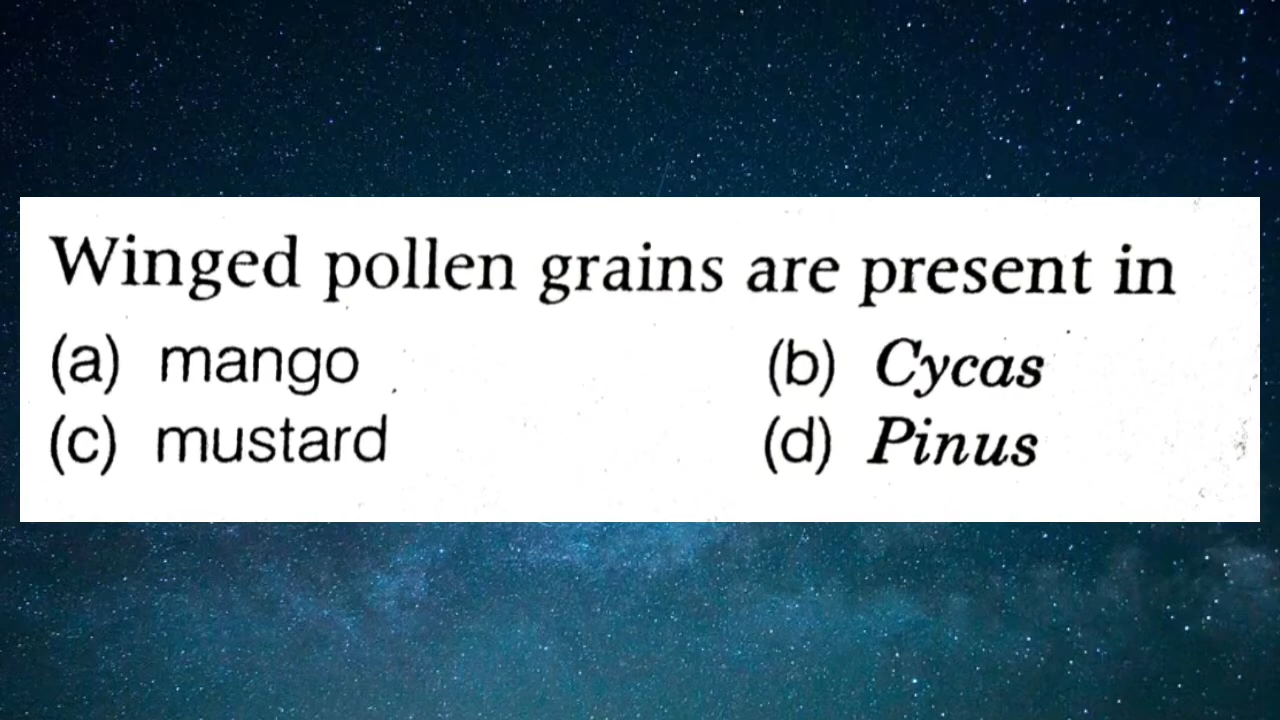 Winged pollen grains are present in
(a) mango (b) Cycas
(c) mustard (d) Pinus